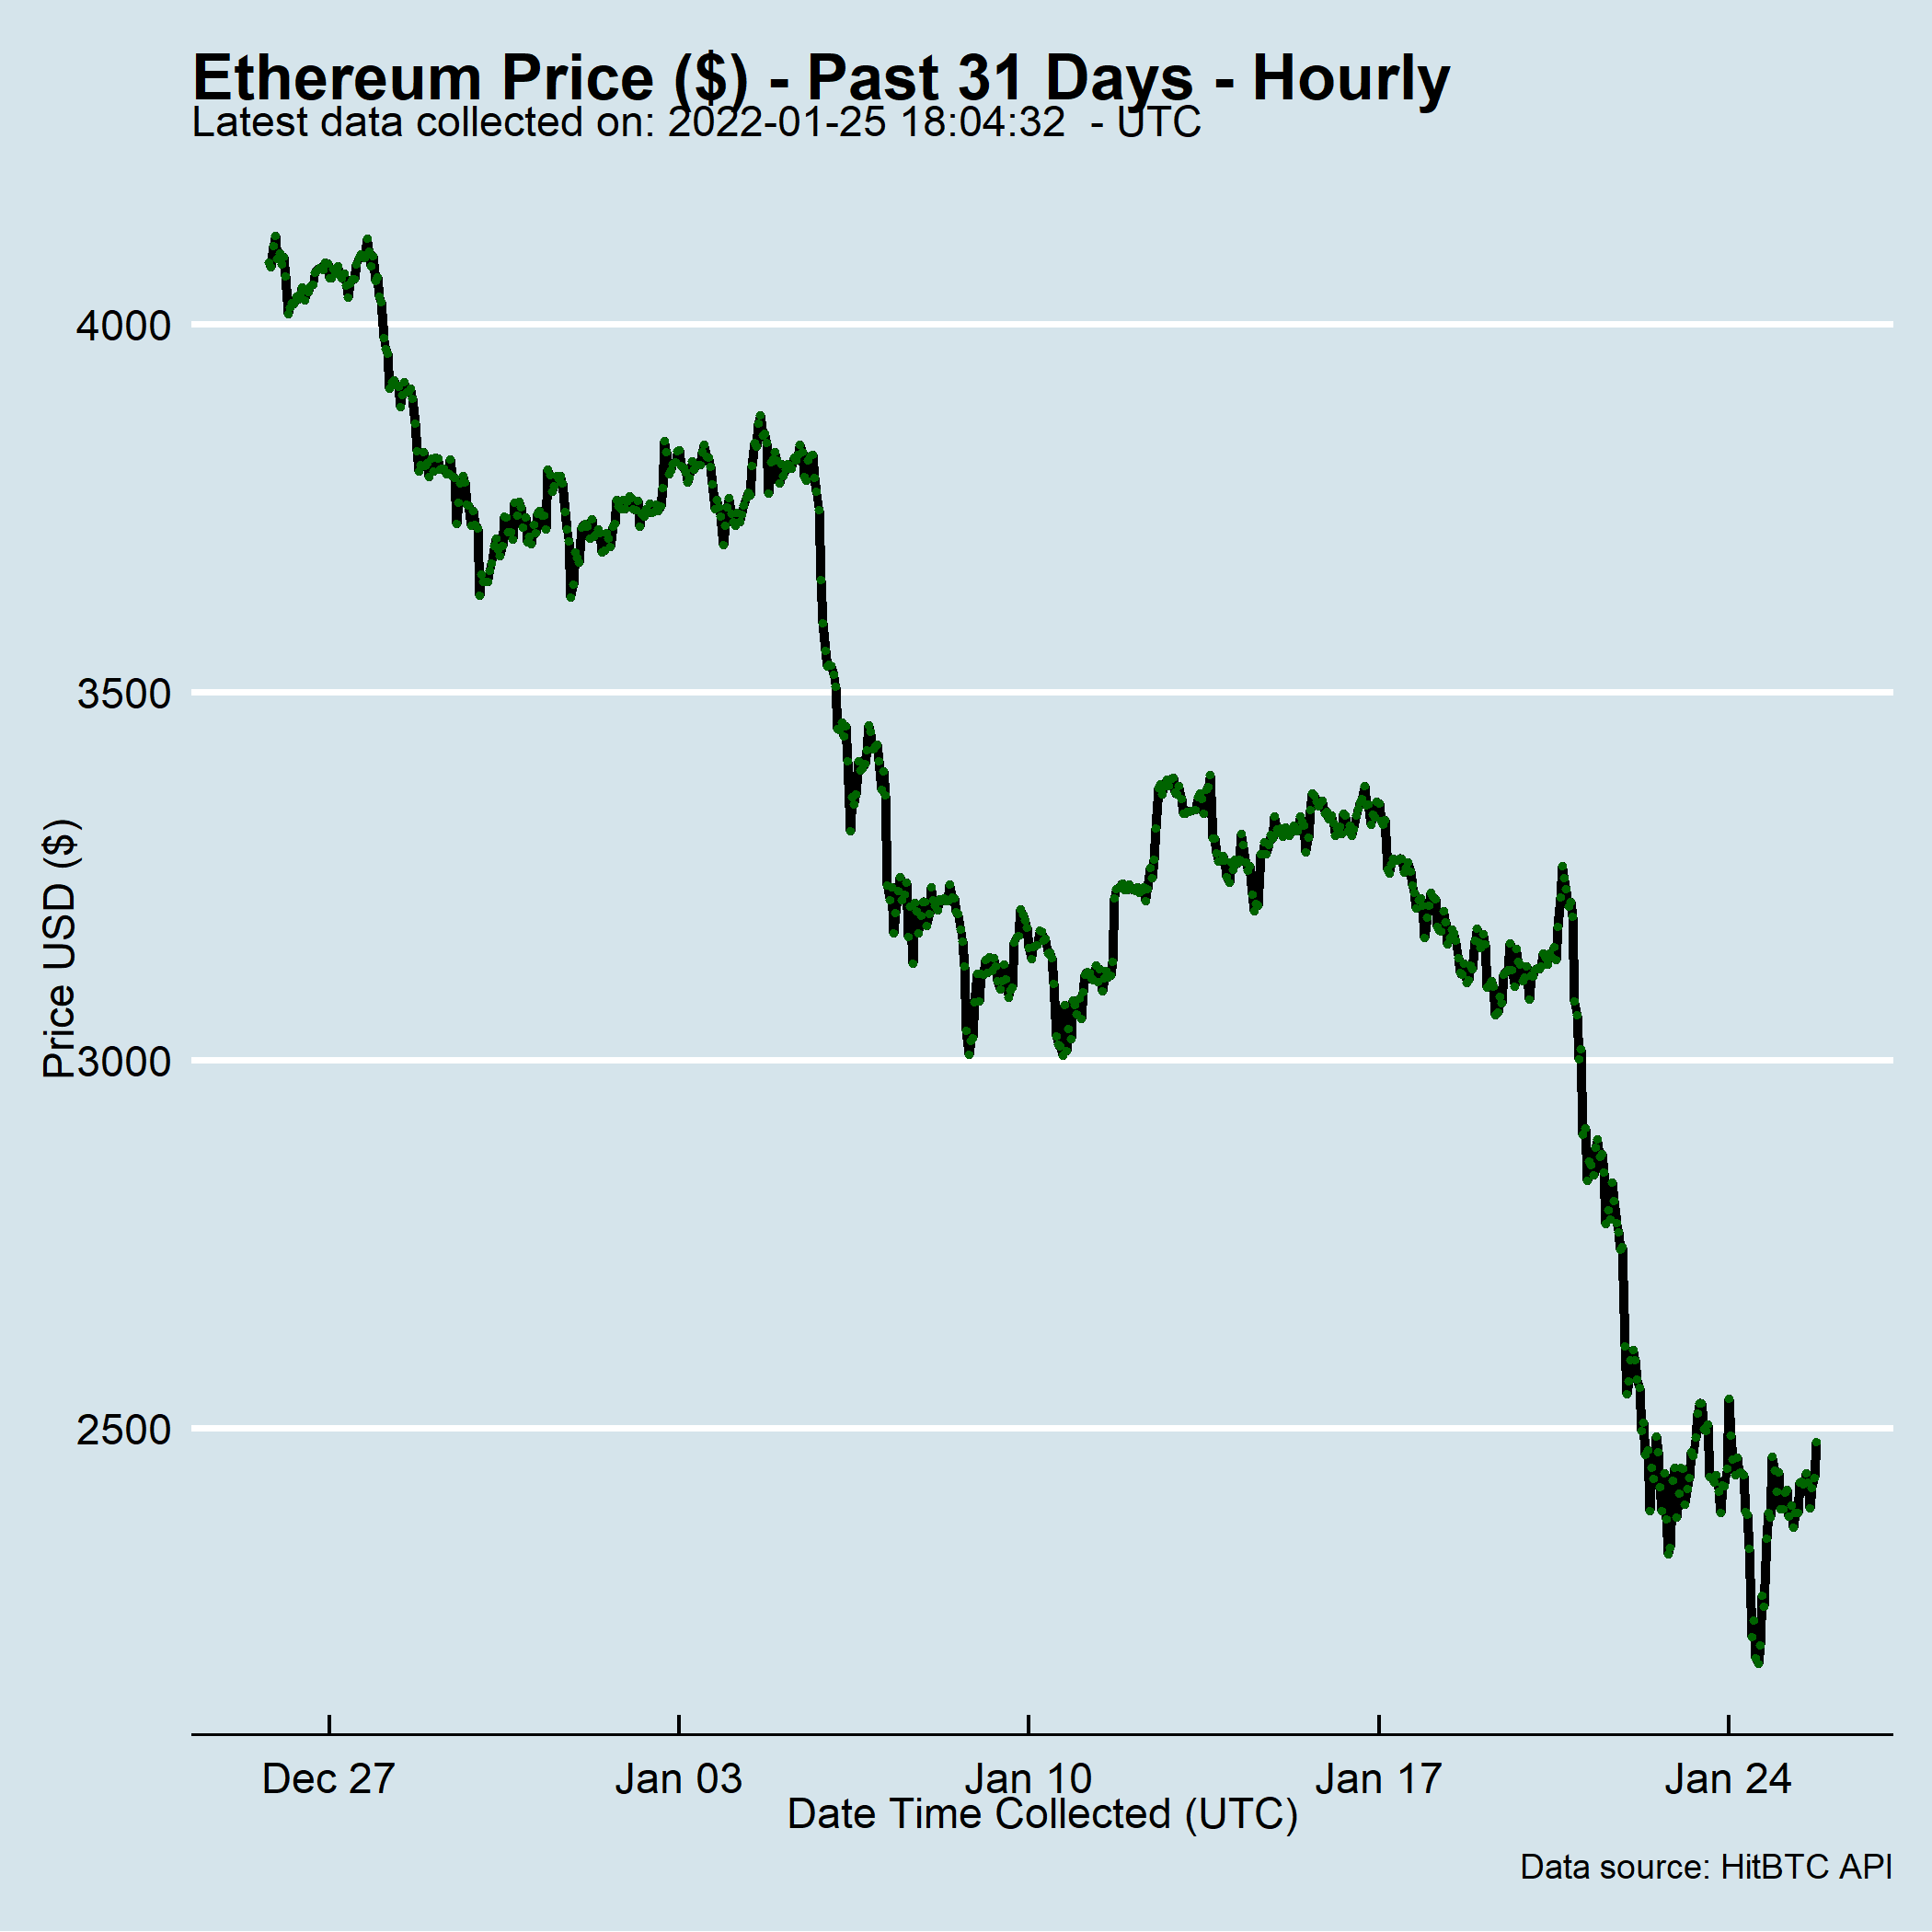 Ethereum Price ($) - Past 31 Days - Hourly
Latest data collected on: 2022-01-25 18:04:32  - UTC
4000
3500
3000
2500
Price USD ($)
Dec 27
Jan 03
Jan 10
Jan 17
Jan 24
Date Time Collected (UTC)
Data source: HitBTC API